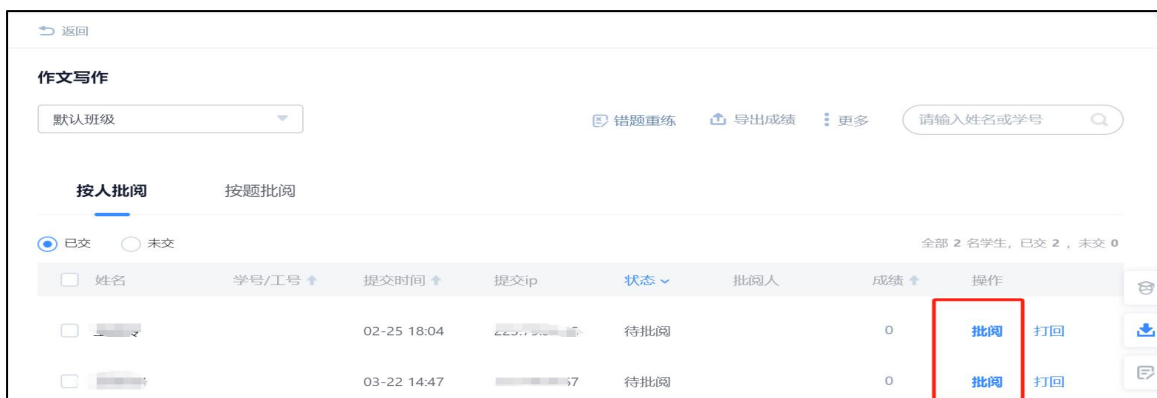 返回
作文写作
默认班级 错题重练 导出成绩 更多 请输入姓名或学号
按人批阅 按题批阅
已交 未交 全部 2 名学生, 已交 2 , 未交 0
姓名 学号/工号 提交时间 提交ip 状态 批阅人 成绩 操作
02-25 18:04 待批阅 0 批阅 打回
03-22 14:47 57 待批阅 0 批阅 打回